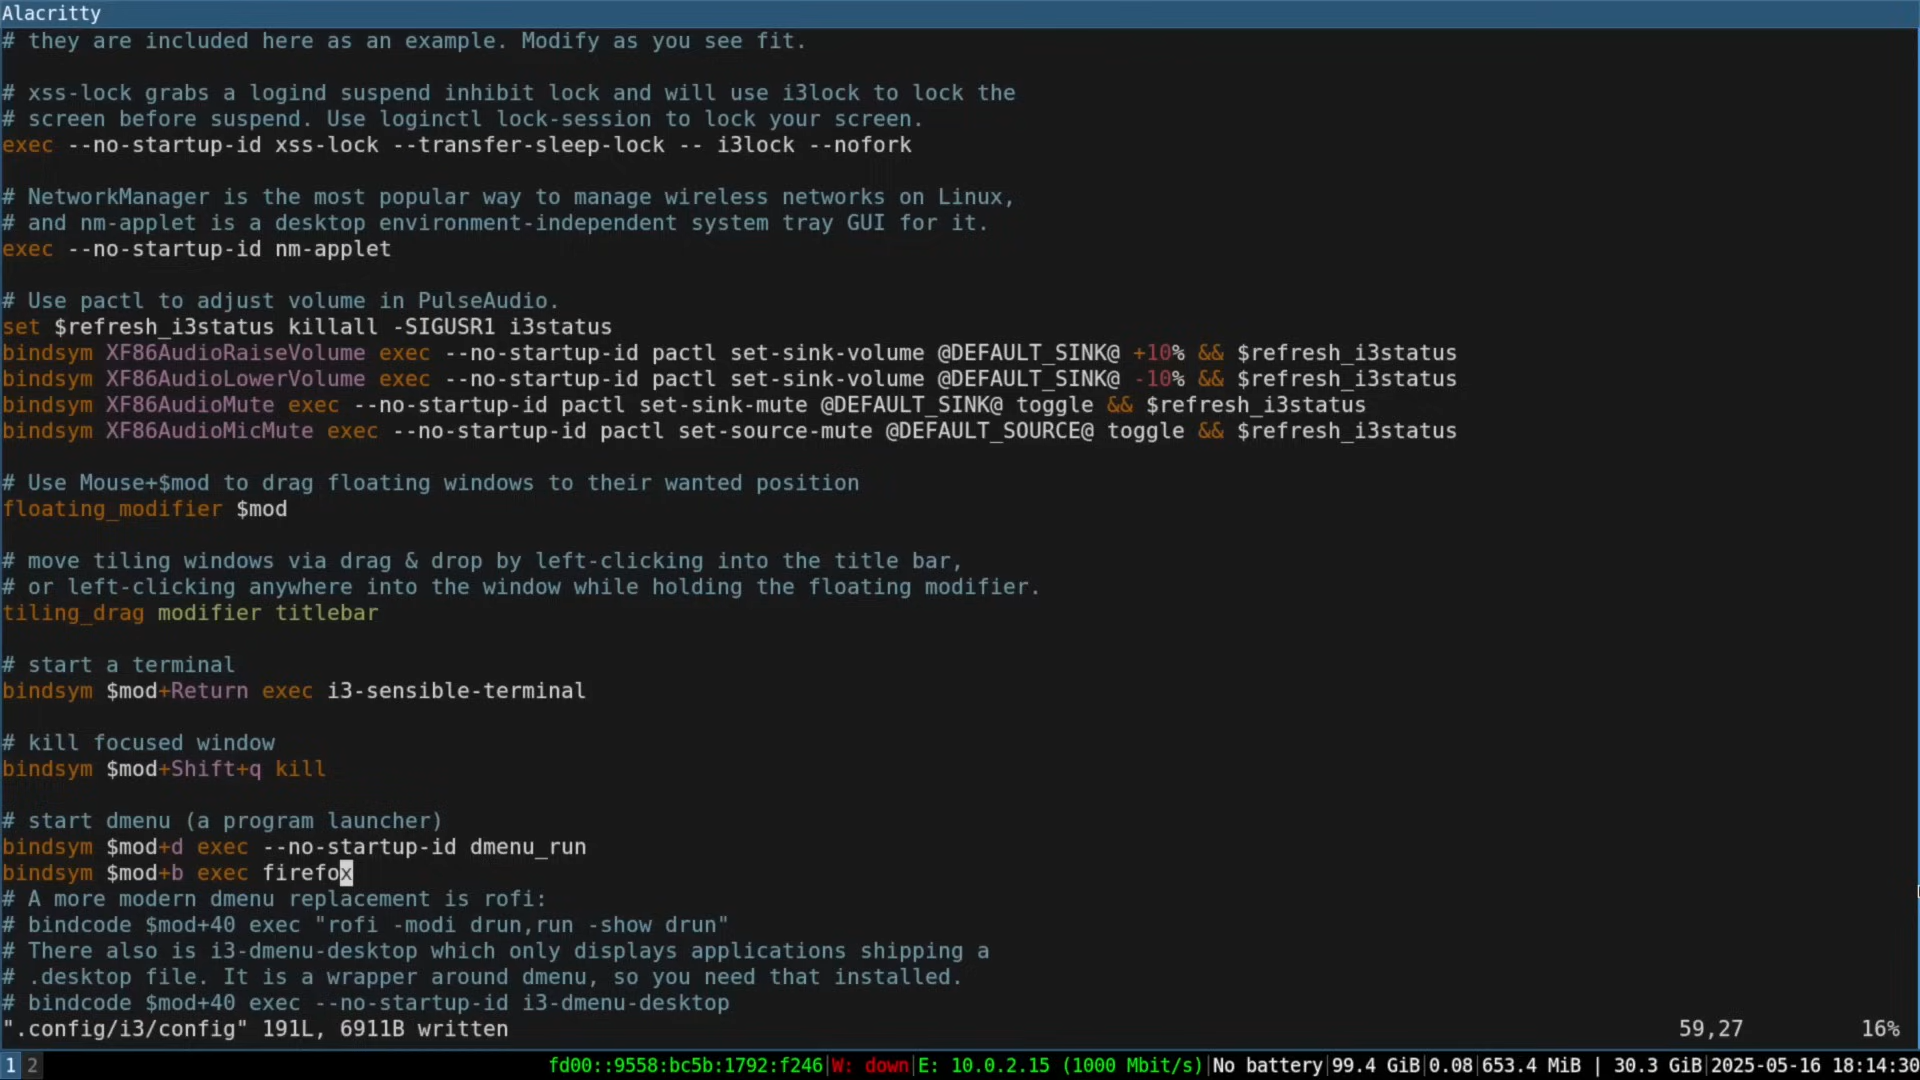 Alacritty
# they are included here as an example. Modify as you see fit.
# xss-lock grabs a logind suspend inhibit lock and will use i3lock to lock the
# screen before suspend. Use loginctl lock-session to lock your screen.
exec --no-startup-id xss-lock --transfer-sleep-lock -- i3lock --nofork
# NetworkManager is the most popular way to manage wireless networks on Linux,
# and nm-applet is a desktop environment-independent system tray GUI for it.
exec --no-startup-id nm-applet
# Use pactl to adjust volume in PulseAudio.
set $refresh_i3status killall -SIGUSR1 i3status
bindsym XF86AudioRaiseVolume exec --no-startup-id pactl set-sink-volume @DEFAULT_SINK@ +10% && $refresh_i3status
bindsym XF86AudioLowerVolume exec --no-startup-id pactl set-sink-volume @DEFAULT_SINK@ -10% && $refresh_i3status
bindsym XF86AudioMute exec --no-startup-id pactl set-sink-mute @DEFAULT_SINK@ toggle && $refresh_i3status
bindsym XF86AudioMicMute exec --no-startup-id pactl set-source-mute @DEFAULT_SOURCE@ toggle && $refresh_i3status
# Use Mouse+$mod to drag floating windows to their wanted position
floating_modifier $mod
# move tiling windows via drag & drop by left-clicking into the title bar,
# or left-clicking anywhere into the window while holding the floating modifier.
tiling_drag modifier titlebar
# start a terminal
bindsym $mod+Return exec i3-sensible-terminal
# kill focused window
bindsym $mod+Shift+q kill
# start dmenu (a program launcher)
bindsym $mod+d exec --no-startup-id dmenu_run
bindsym $mod+b exec firefox
# A more modern dmenu replacement is rofi:
# bindcode $mod+40 exec "rofi -modi drun,run -show drun"
# There also is i3-dmenu-desktop which only displays applications shipping a
# .desktop file. It is a wrapper around dmenu, so you need that installed.
# bindcode $mod+40 exec --no-startup-id i3-dmenu-desktop
".config/i3/config" 191L, 6911B written 59,27 16%
1 2 fd00::9558:bc5b:1792:f246|W: down|E: 10.0.2.15 (1000 Mbit/s)|No battery|99.4 GiB|0.08|653.4 MiB | 30.3 GiB|2025-05-16 18:14:30